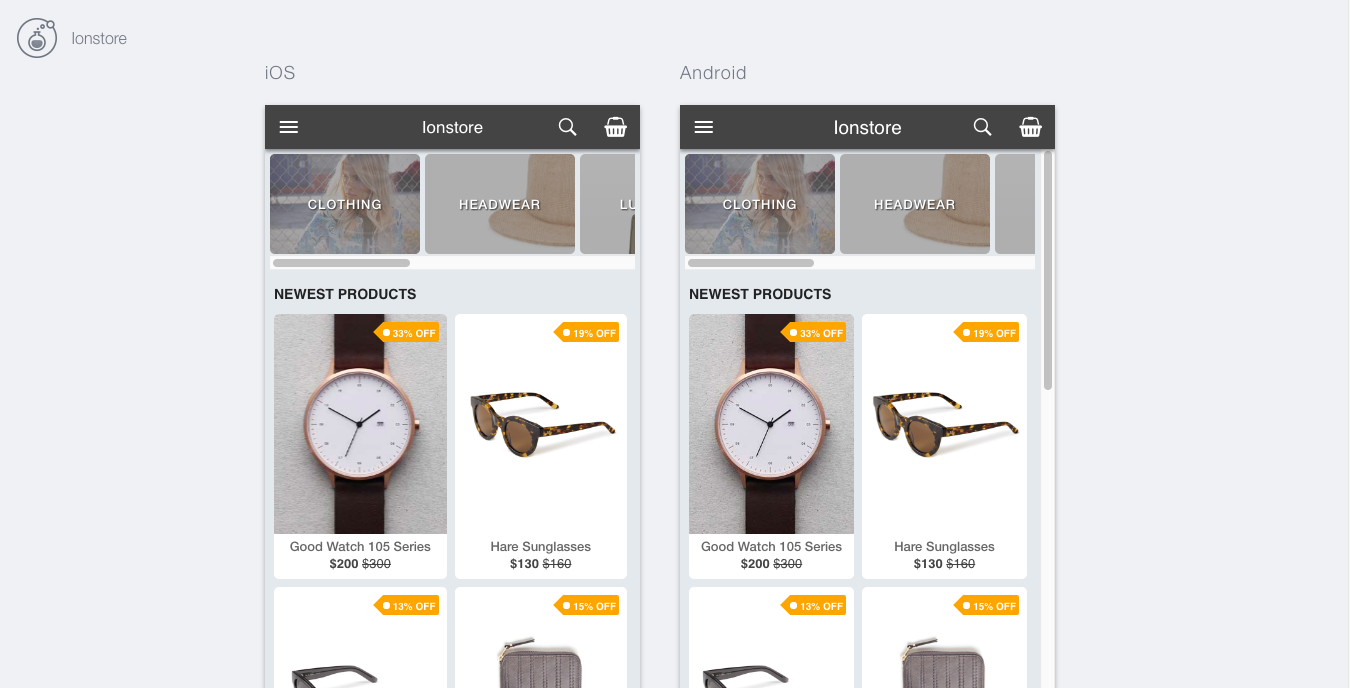 Ionstore
iOS
Ionstore
CLOTHING
HEADWEAR
LU
NEWEST PRODUCTS
33% OFF
19% OFF
Good Watch 105 Series
$200 $300
Hare Sunglasses
$130 $160
13% OFF
15% OFF
Android
Ionstore
CLOTHING
HEADWEAR
NEWEST PRODUCTS
33% OFF
19% OFF
Good Watch 105 Series
$200 $300
Hare Sunglasses
$130 $160
13% OFF
15% OFF